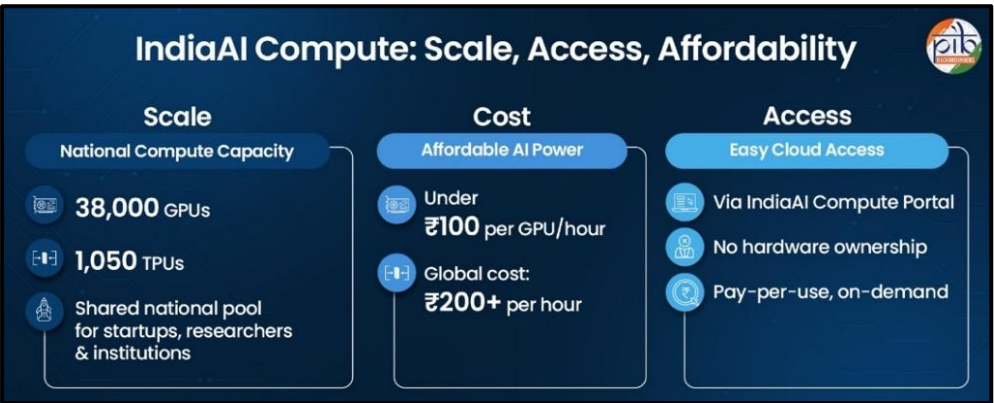 IndiaAI Compute: Scale, Access, Affordability
pib
Scale
National Compute Capacity
38,000 GPUs
1,050 TPUs
Shared national pool
for startups, researchers
& institutions
Cost
Affordable AI Power
Under
₹100 per GPU/hour
Global cost:
₹200+ per hour
Access
Easy Cloud Access
Via IndiaAI Compute Portal
No hardware ownership
Pay-per-use, on-demand